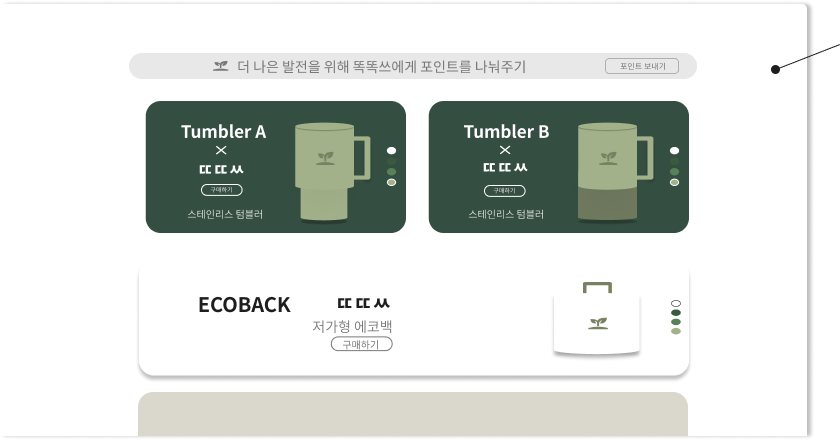 더 나은 발전을 위해 똑똑쓰에게 포인트를 나눠주기
포인트 보내기
Tumbler A
×
ㄸㄸㅆ
구매하기
스테인리스 텀블러
Tumbler B
×
ㄸㄸㅆ
구매하기
스테인리스 텀블러
ECOBACK
ㄸㄸㅆ
저가형 에코백
구매하기